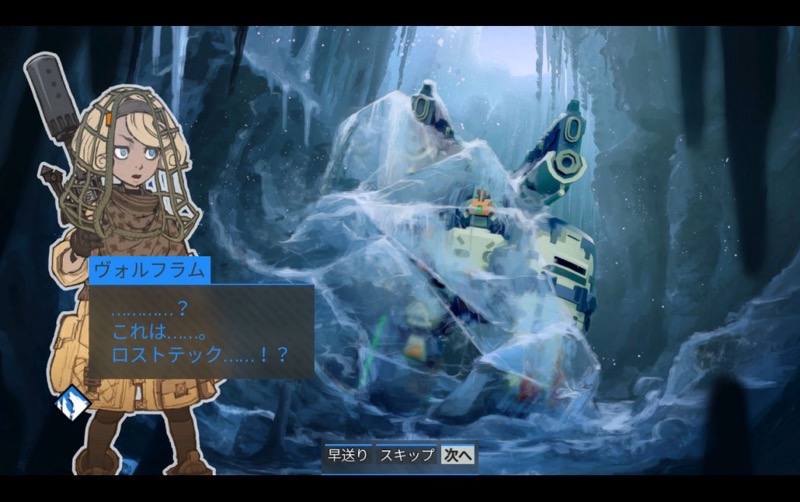 ヴォルフラム
…………？
これは……。
ロストテック……！？
早送り スキップ 次へ